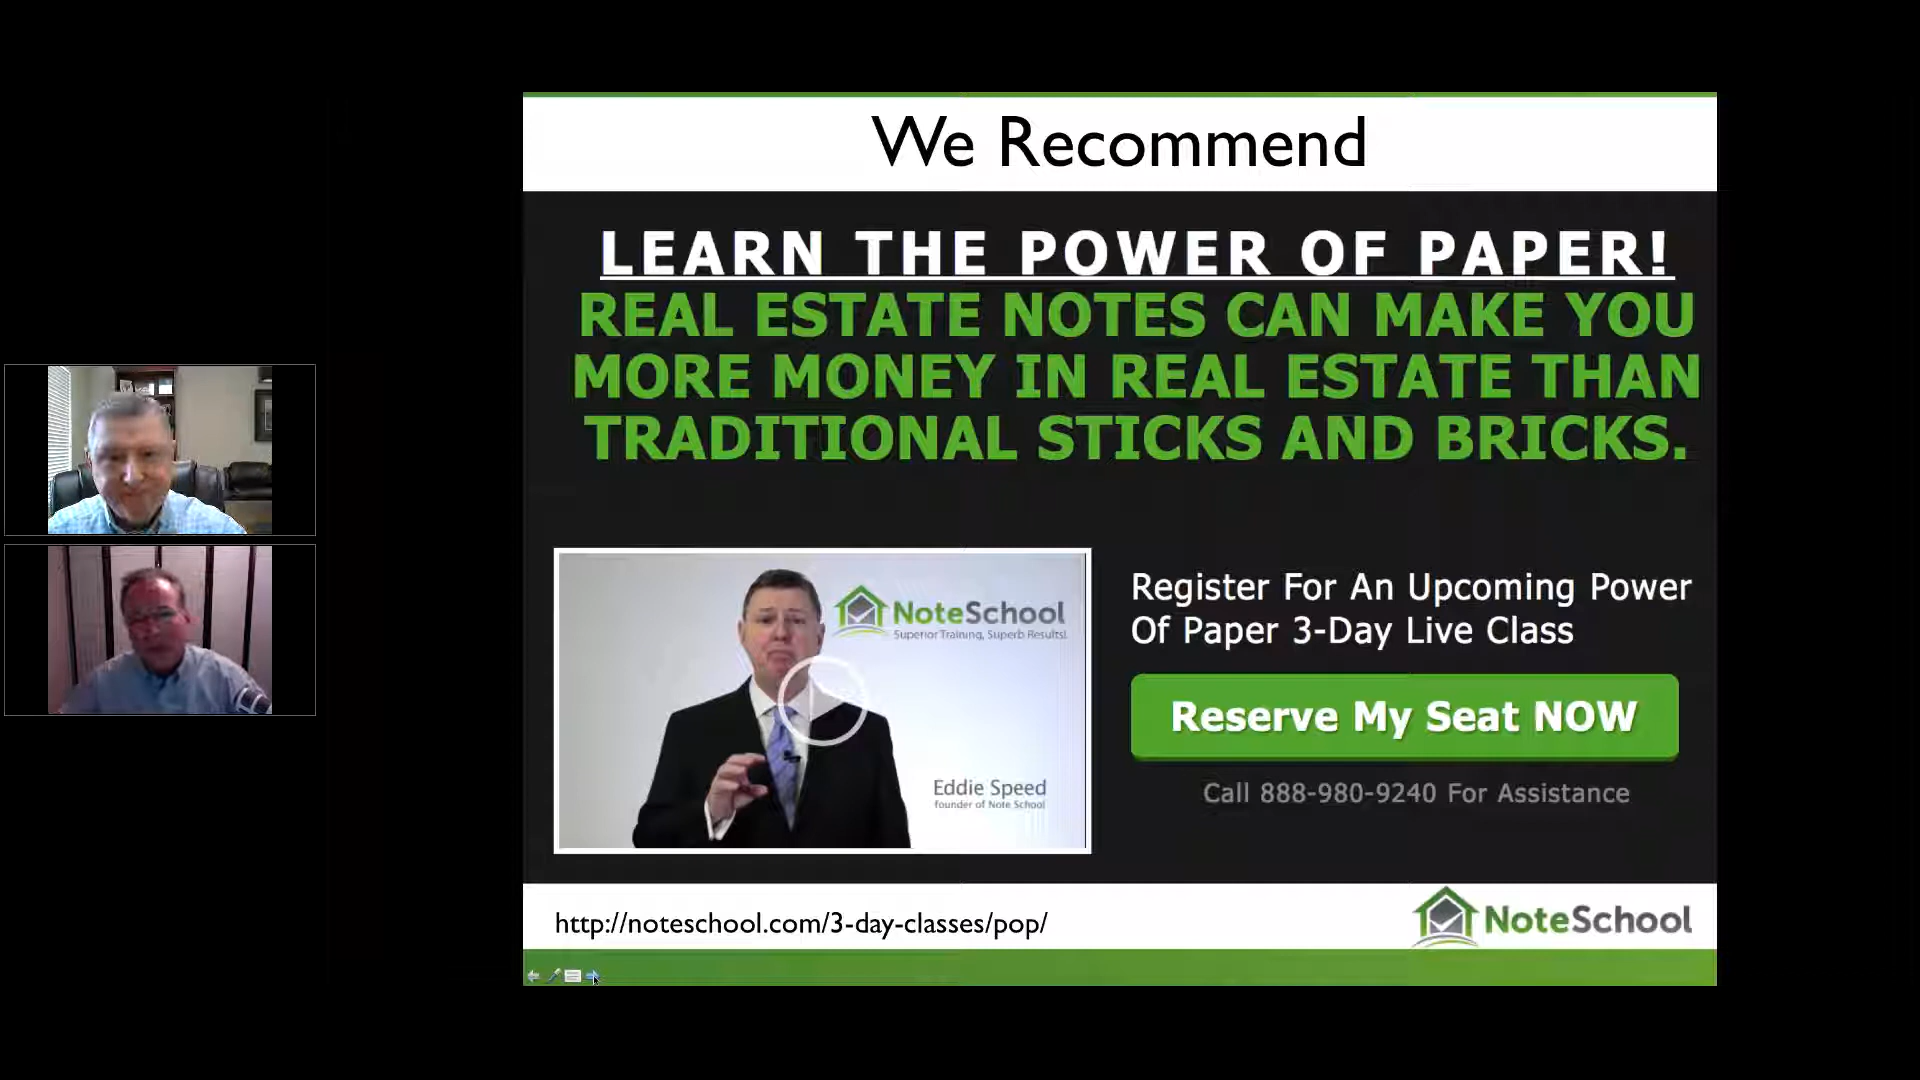 We Recommend
LEARN THE POWER OF PAPER!
REAL ESTATE NOTES CAN MAKE YOU
MORE MONEY IN REAL ESTATE THAN
TRADITIONAL STICKS AND BRICKS.
NoteSchool
Superior Training, Superb Results!
Eddie Speed
founder of Note School
Register For An Upcoming Power
Of Paper 3-Day Live Class
Reserve My Seat NOW
Call 888-980-9240 For Assistance
http://noteschool.com/3-day-classes/pop/
NoteSchool